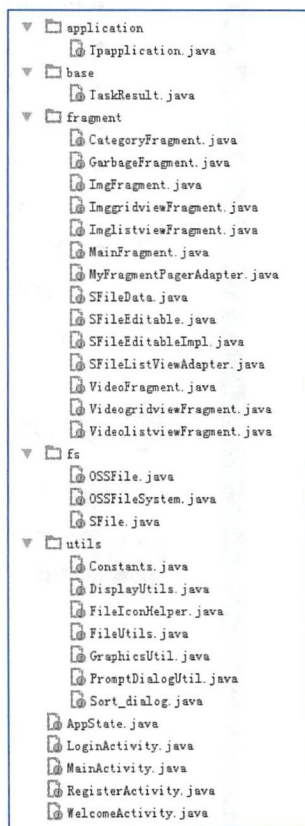 application
Ipapplication.java
base
TaskResult.java
fragment
CategoryFragment.java
GarbageFragment.java
ImgFragment.java
ImggridviewFragment.java
ImglistviewFragment.java
MainFragment.java
MyFragmentPagerAdapter.java
SFileData.java
SFileEditable.java
SFileEditableImpl.java
SFileListViewAdapter.java
VideoFragment.java
VideogridviewFragment.java
VideolistviewFragment.java
fs
OSSFile.java
OSSFileSystem.java
SFile.java
utils
Constants.java
DisplayUtils.java
FileIconHelper.java
FileUtils.java
GraphicsUtil.java
PromptDialogUtil.java
Sort_dialog.java
AppState.java
LoginActivity.java
MainActivity.java
RegisterActivity.java
WelcomeActivity.java